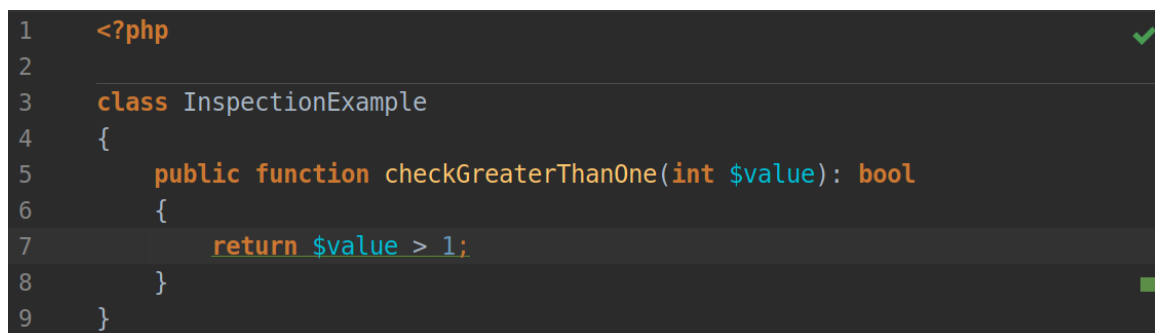 1 <?php
2
3 class InspectionExample
4 {
5 public function checkGreaterThanOne(int $value): bool
6 {
7 return $value > 1;
8 }
9 }